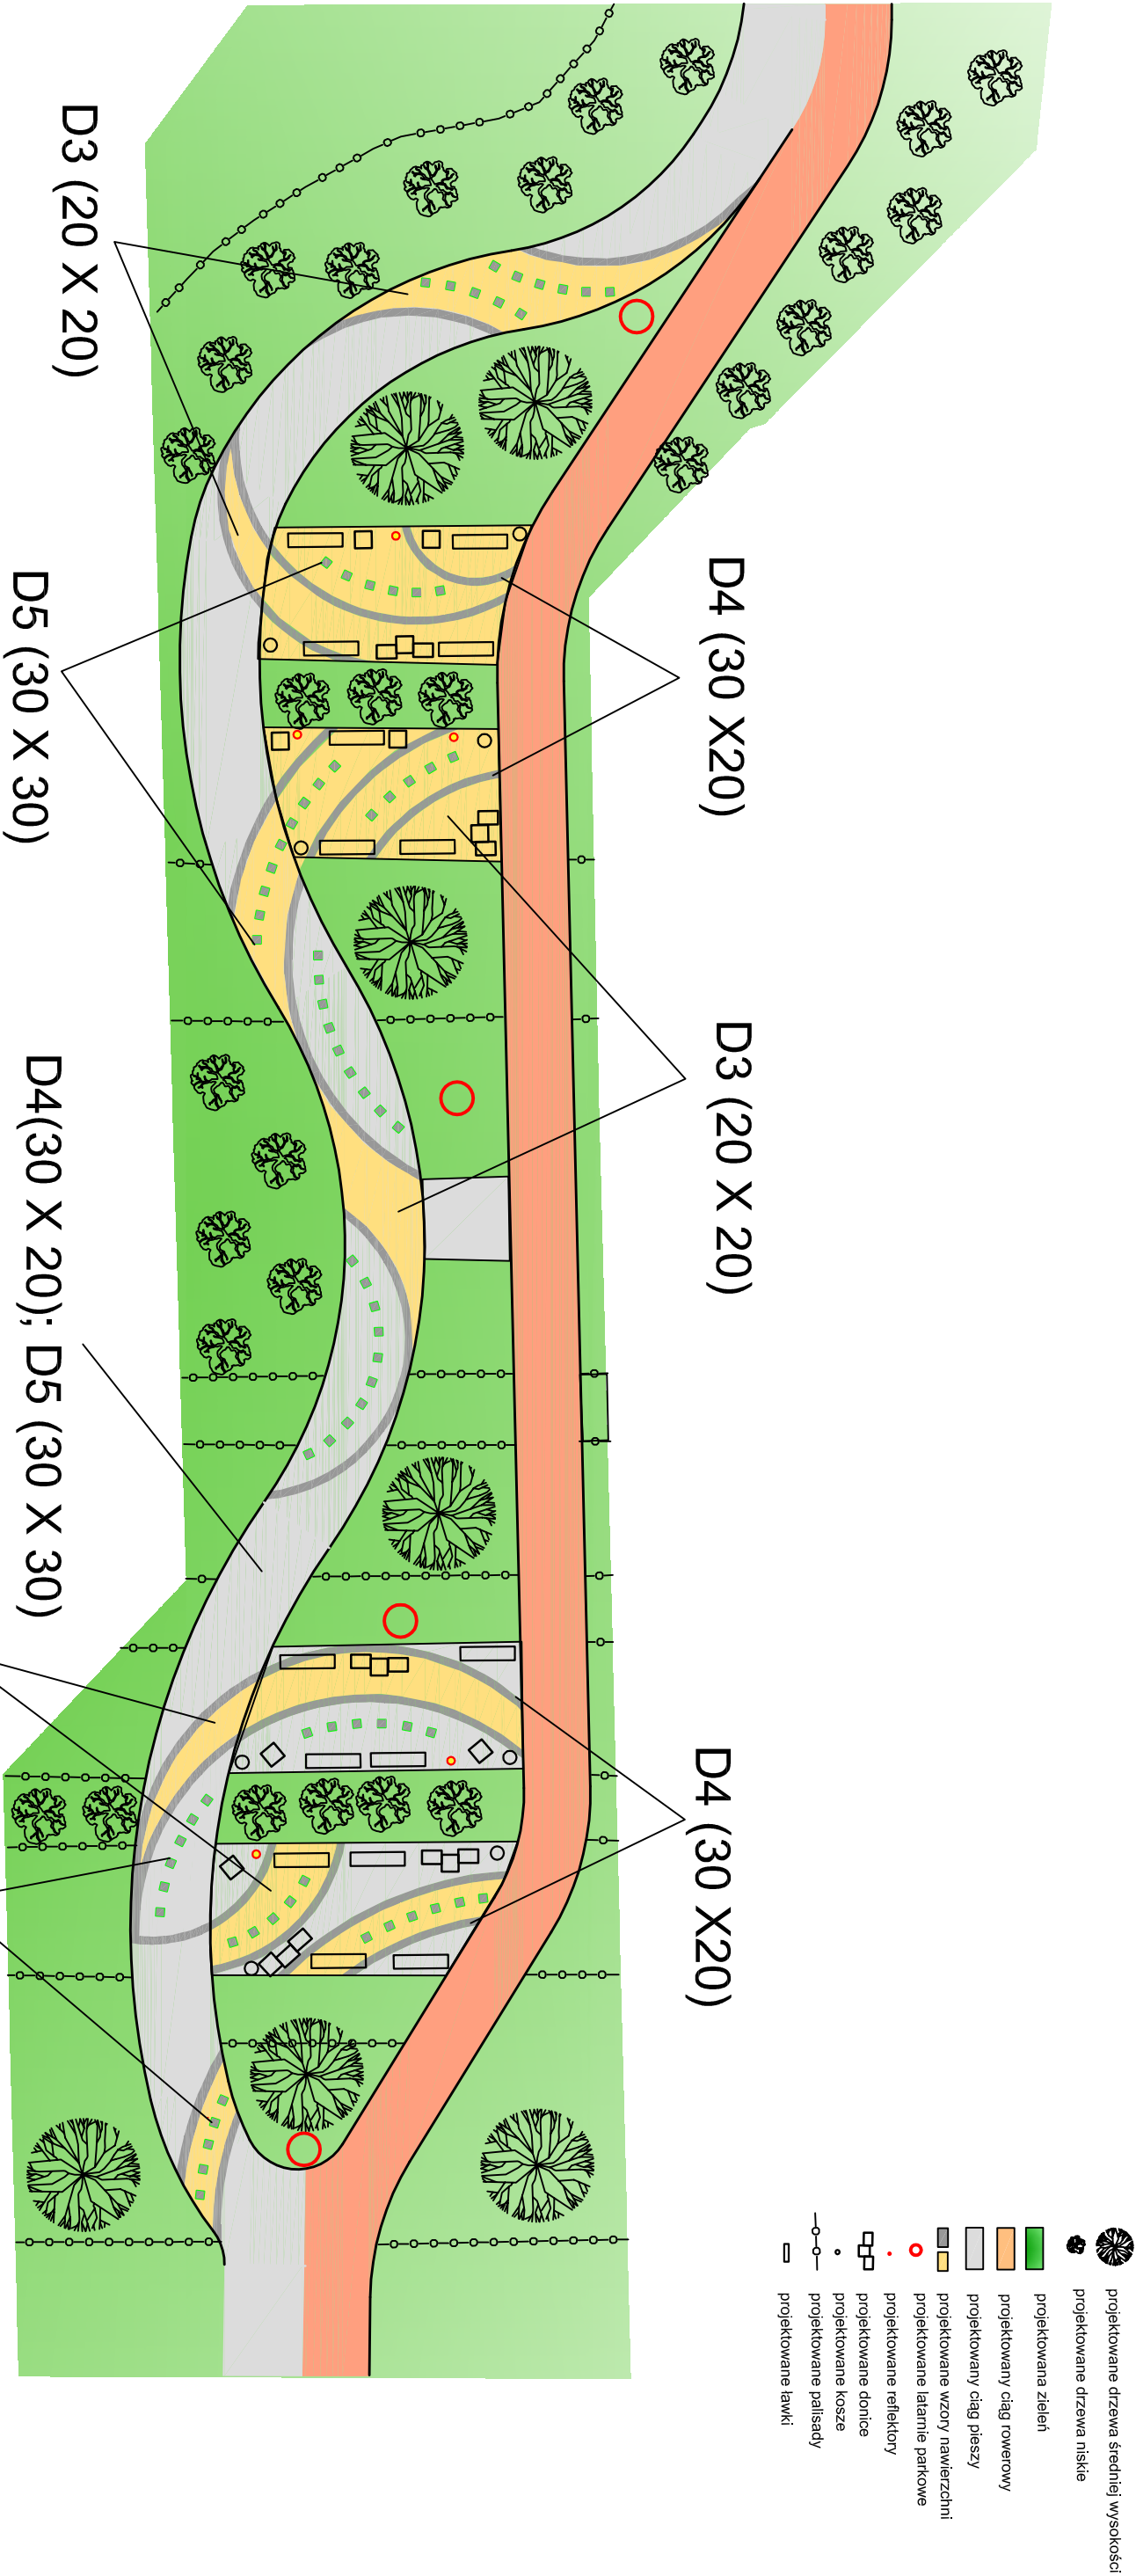 D4 (30 X20)
D3 (20 X 20)
D4 (30 X20)
D3 (20 X 20)
D5 (30 X 30)
D4(30 X 20); D5 (30 X 30)
projektowane drzewa średniej wysokości
projektowane drzewa niskie
projektowana zieleń
projektowany ciąg rowerowy
projektowany ciąg pieszy
projektowane wzory nawierzchni
projektowane latarnie parkowe
projektowane reflektory
projektowane donice
projektowane kosze
projektowane palisady
projektowane ławki